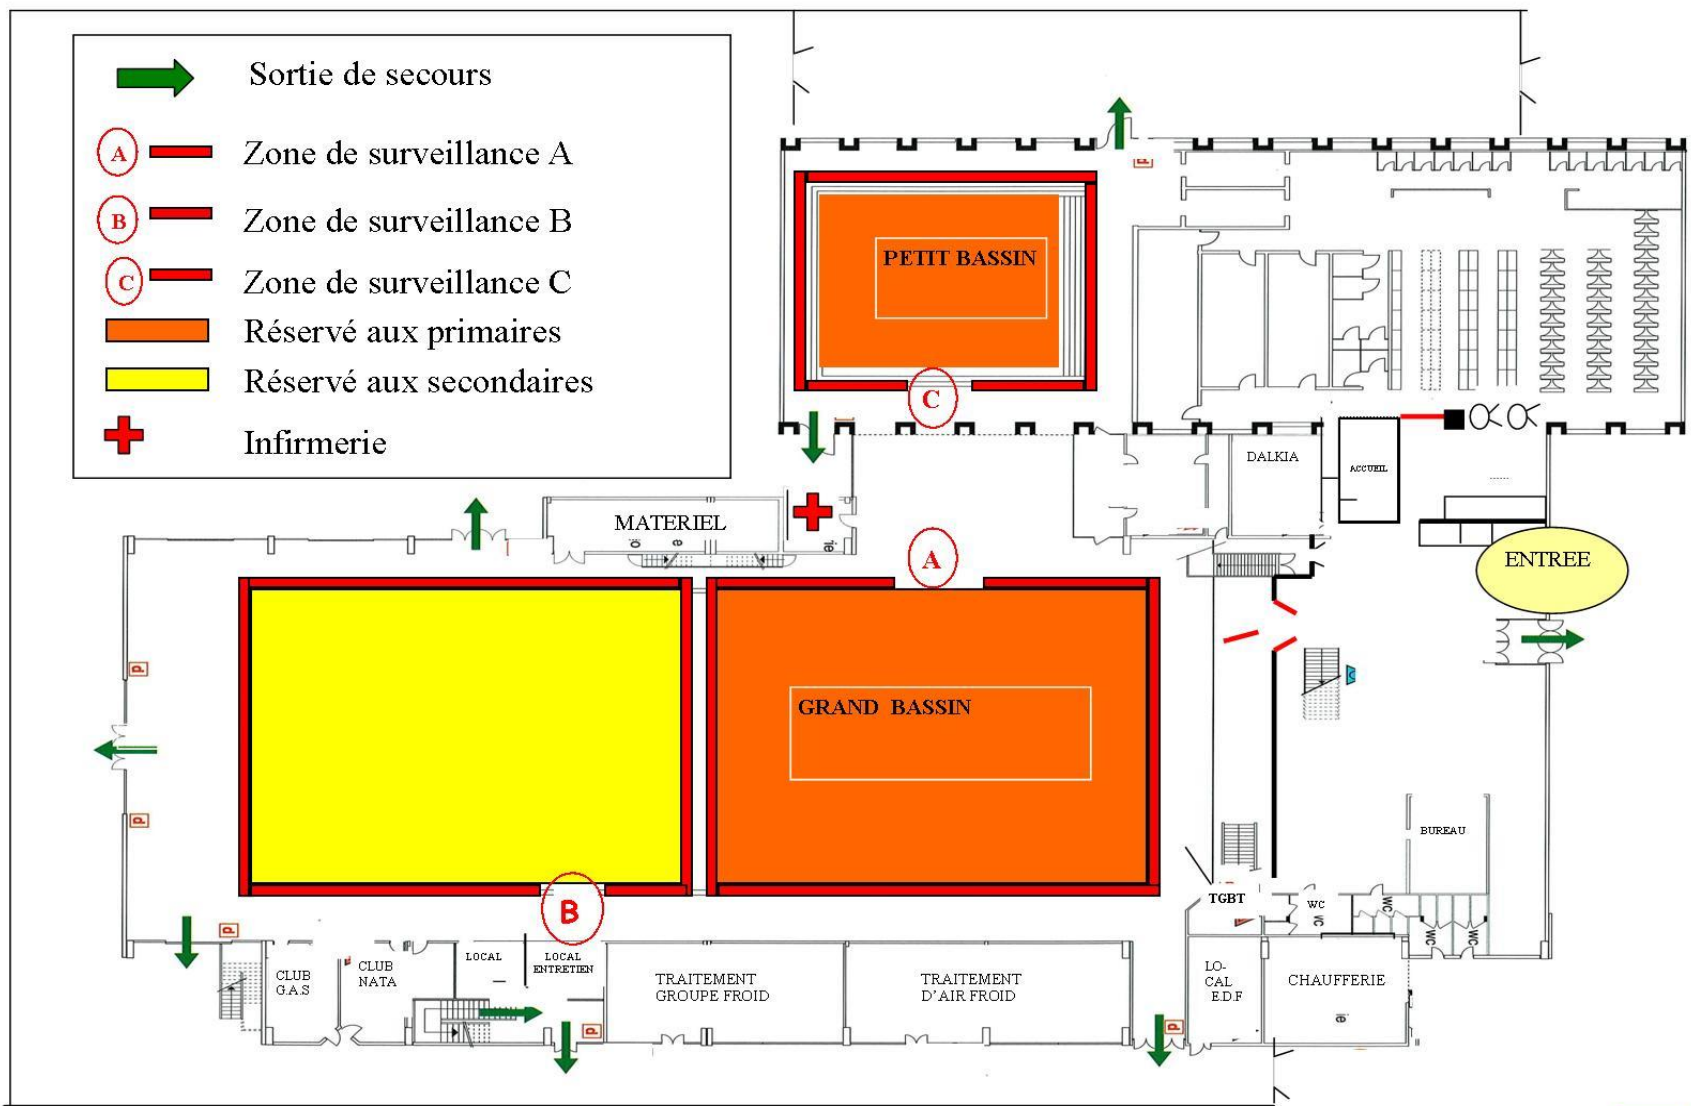 Sortie de secours
A
Zone de surveillance A
B
Zone de surveillance B
C
Zone de surveillance C
Réservé aux primaires
Réservé aux secondaires
Infirmerie
PETIT BASSIN
C
DALKIA
ACCUEIL
MATERIEL
A
ENTREE
GRAND BASSIN
BUREAU
B
TGBT
WC
WC
WC
WC
CLUB
G.A.S
CLUB
NATA
LOCAL
LOCAL
ENTRETIEN
TRAITEMENT
GROUPE FROID
TRAITEMENT
D'AIR FROID
LO-
CAL
E.D.F
CHAUFFERIE